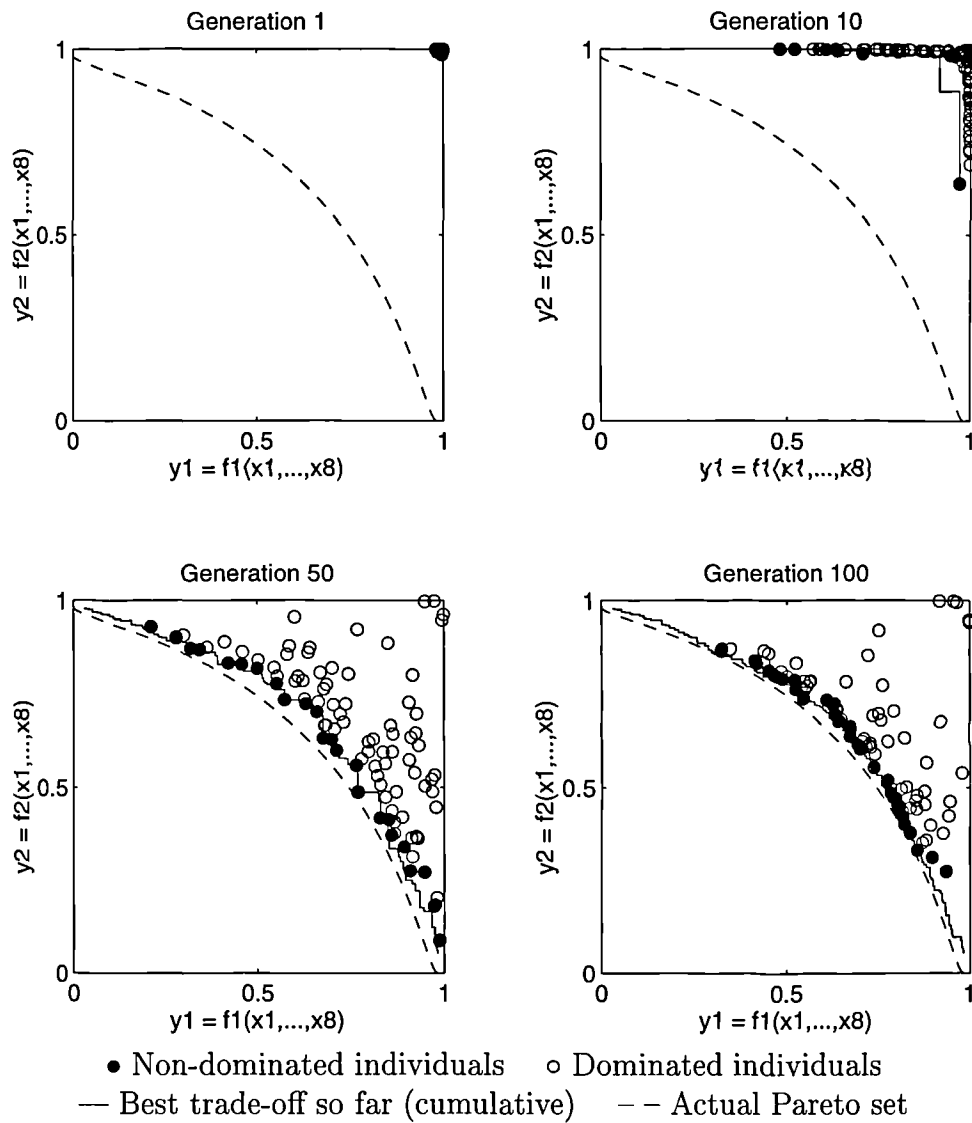 Generation 1
1
0.5
0
0
0.5
1
y2 = f2(x1,...,x8)
y1 = f1(x1,...,x8)
Generation 10
1
0.5
0
0
0.5
1
y2 = f2(x1,...,x8)
y1 = f1(x1,...,x8)
Generation 50
1
0.5
0
0
0.5
1
y2 = f2(x1,...,x8)
y1 = f1(x1,...,x8)
Generation 100
1
0.5
0
0
0.5
1
y2 = f2(x1,...,x8)
y1 = f1(x1,...,x8)
● Non-dominated individuals ○ Dominated individuals
— Best trade-off so far (cumulative) – – Actual Pareto set